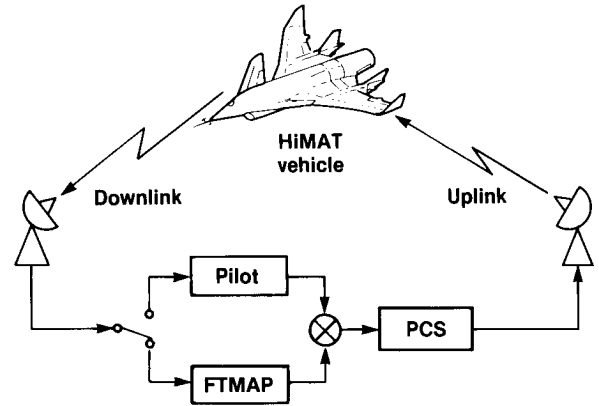 HiMAT
vehicle
Downlink
Uplink
Pilot
PCS
FTMAP